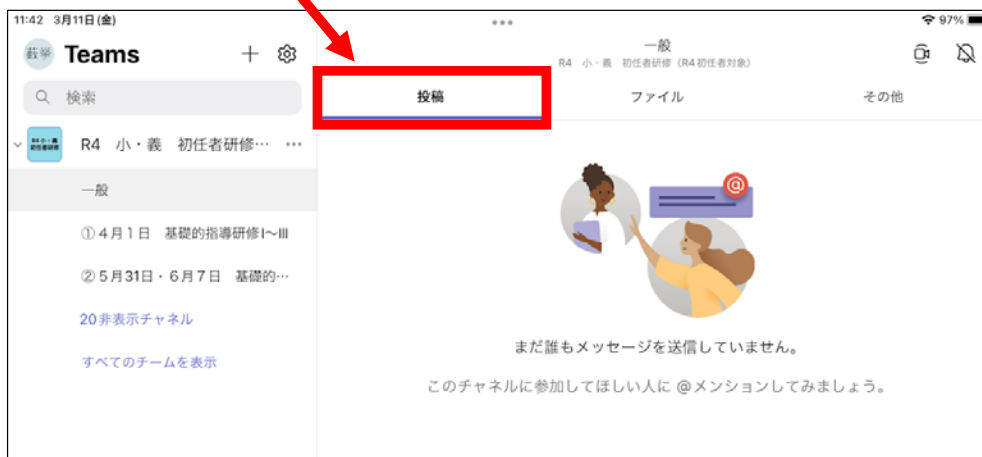 11:42 3月11日(金)
97%
萩挙 Teams
検索
R4 小・義 初任者研修…
一般
①4月1日 基礎的指導研修Ⅰ～Ⅲ
②5月31日・6月7日 基礎的…
20非表示チャネル
すべてのチームを表示
一般
R4 小・義 初任者研修（R4初任者対象）
投稿
ファイル
その他
@
まだ誰もメッセージを送信していません。
このチャネルに参加してほしい人に @メンションしてみましょう。